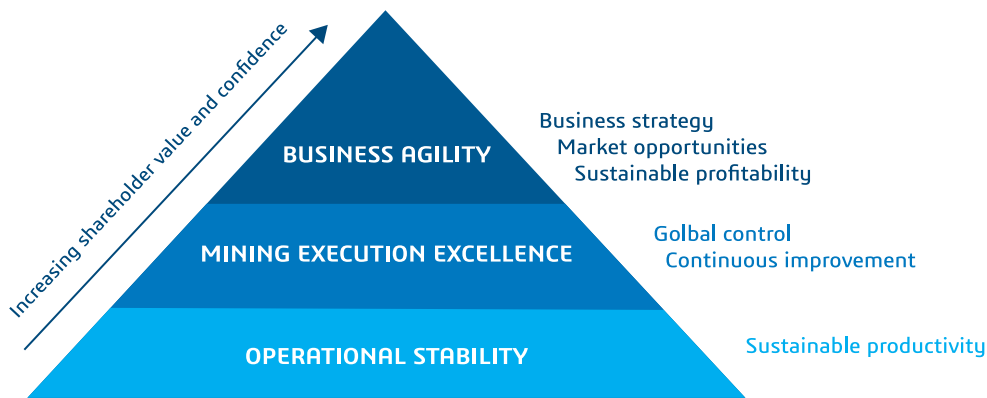 Increasing shareholder value and confidence
BUSINESS AGILITY
Business strategy
Market opportunities
Sustainable profitability
MINING EXECUTION EXCELLENCE
Golbal control
Continuous improvement
OPERATIONAL STABILITY
Sustainable productivity